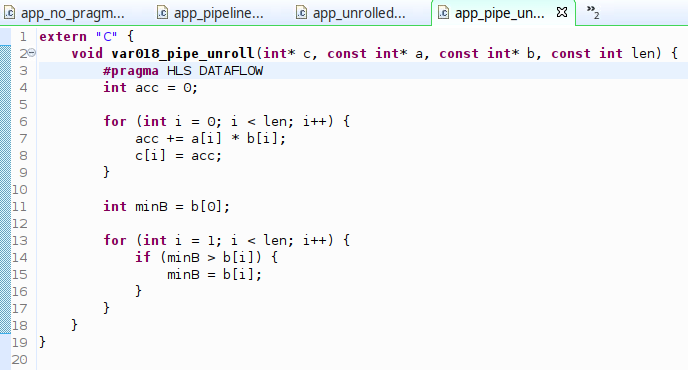 app_no_pragm... app_pipeline... app_unrolled... app_pipe_un... »2
1 extern "C" {
2 void var018_pipe_unroll(int* c, const int* a, const int* b, const int len) {
3 #pragma HLS DATAFLOW
4 int acc = 0;
5
6 for (int i = 0; i < len; i++) {
7 acc += a[i] * b[i];
8 c[i] = acc;
9 }
10
11 int minB = b[0];
12
13 for (int i = 1; i < len; i++) {
14 if (minB > b[i]) {
15 minB = b[i];
16 }
17 }
18 }
19 }
20